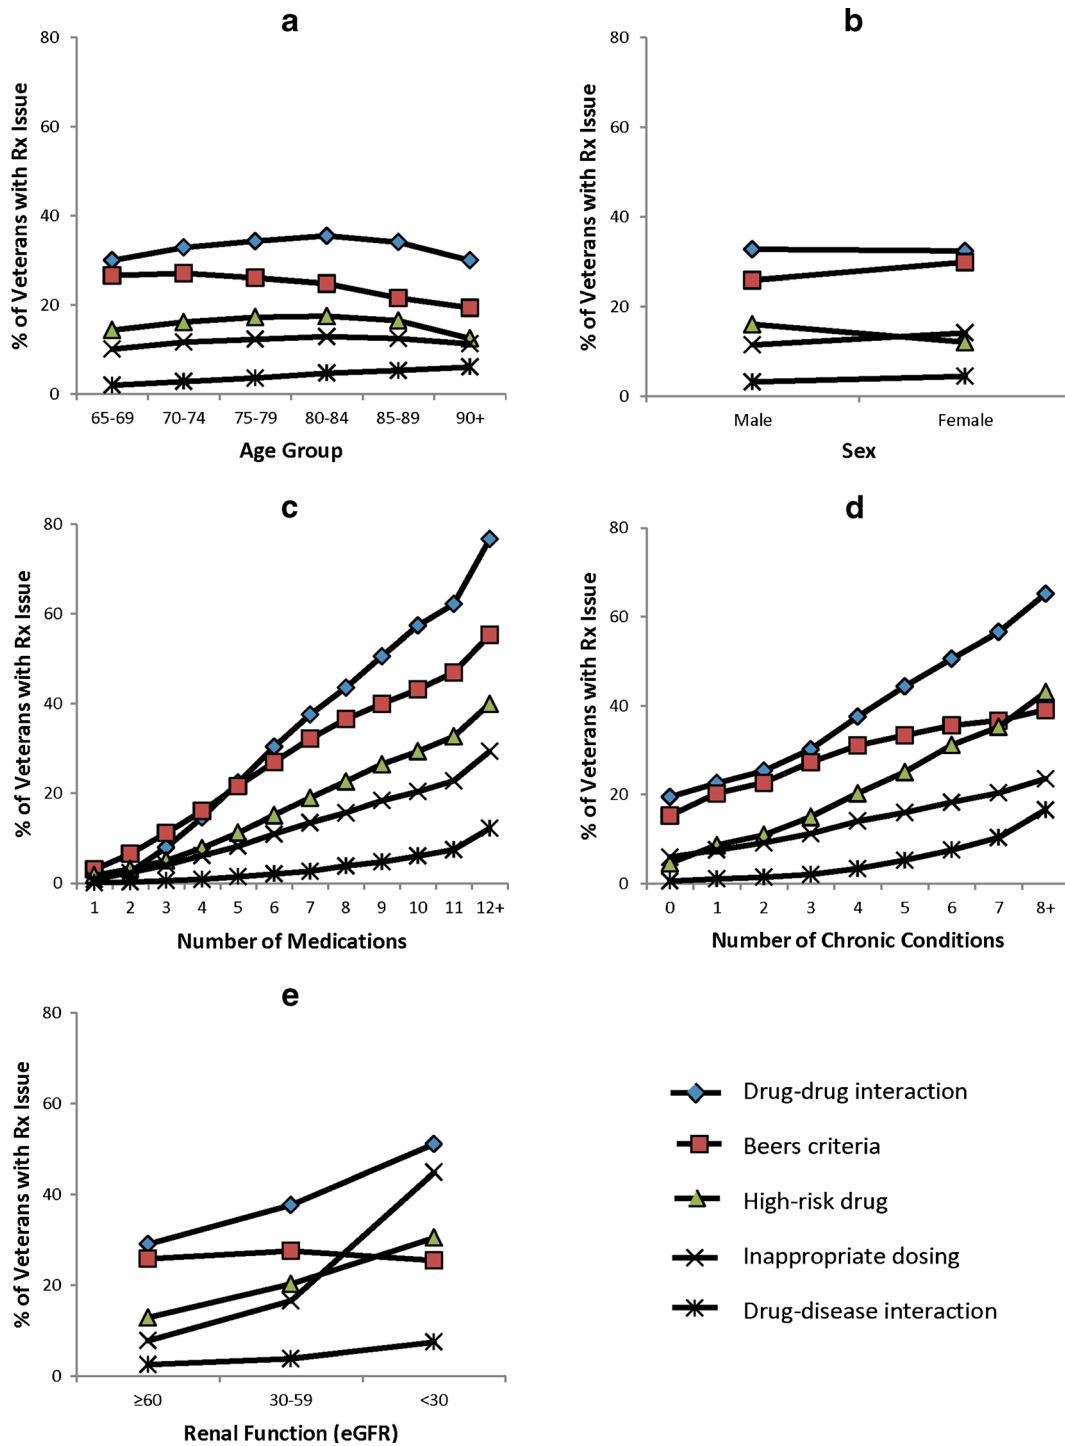 a
80
60
40
20
0
% of Veterans with Rx Issue
65-69 70-74 75-79 80-84 85-89 90+
Age Group
b
80
60
40
20
0
% of Veterans with Rx Issue
Male Female
Sex
c
80
60
40
20
0
% of Veterans with Rx Issue
1 2 3 4 5 6 7 8 9 10 11 12+
Number of Medications
d
80
60
40
20
0
% of Veterans with Rx Issue
0 1 2 3 4 5 6 7 8+
Number of Chronic Conditions
e
80
60
40
20
0
% of Veterans with Rx Issue
≥60 30-59 <30
Renal Function (eGFR)
Drug-drug interaction
Beers criteria
High-risk drug
Inappropriate dosing
Drug-disease interaction